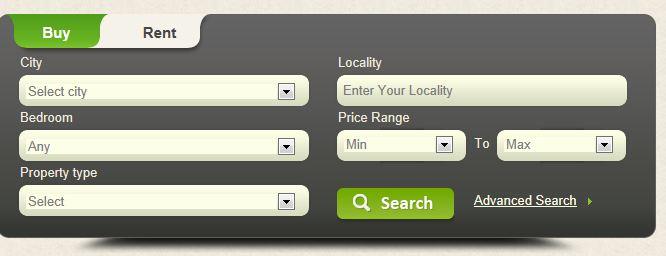 Buy Rent
City Locality
Select city Enter Your Locality
Bedroom Price Range
Any Min To Max
Property type
Select Search Advanced Search